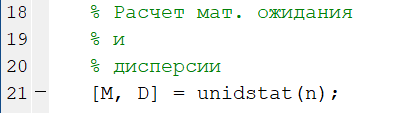 18 % Расчет мат. ожидания
19 % и
20 % дисперсии
21 — [M, D] = unidstat(n);